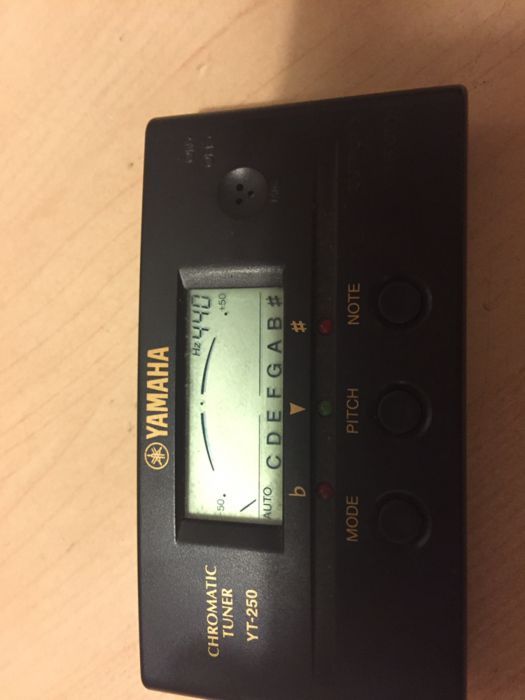 CHROMATIC
TUNER
YT-250
YAMAHA
-50
Hz 440
+50
AUTO C D E F G A B #
♭ ♯
MODE PITCH NOTE